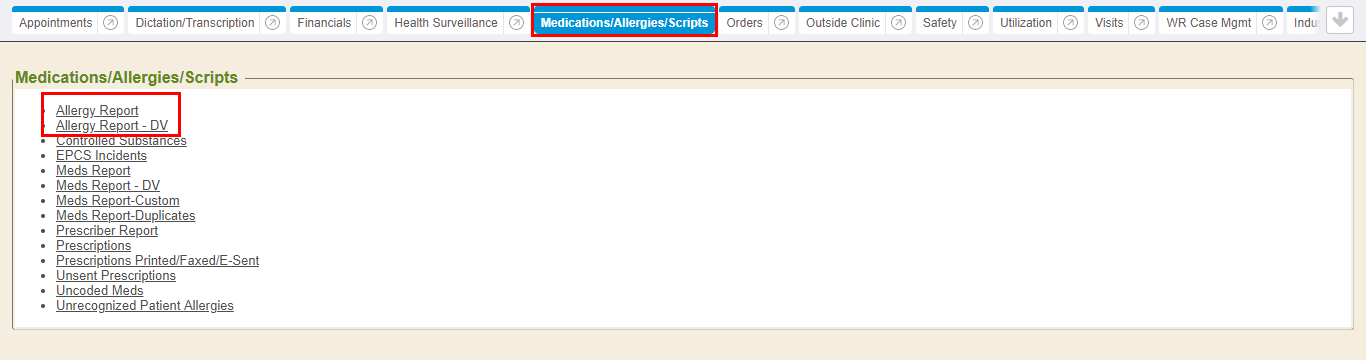 Appointments Dictation/Transcription Financials Health Surveillance Medications/Allergies/Scripts Orders Outside Clinic Safety Utilization Visits WR Case Mgmt Indus
Medications/Allergies/Scripts
Allergy Report
Allergy Report - DV
Controlled Substances
EPCS Incidents
Meds Report
Meds Report - DV
Meds Report-Custom
Meds Report-Duplicates
Prescriber Report
Prescriptions
Prescriptions Printed/Faxed/E-Sent
Unsent Prescriptions
Uncoded Meds
Unrecognized Patient Allergies